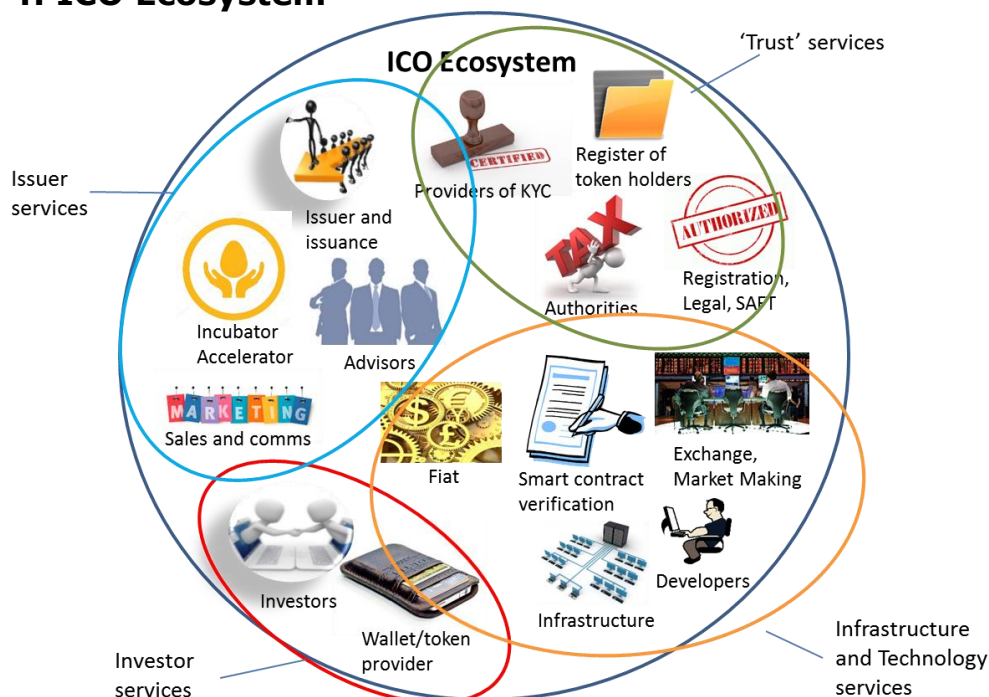 4. ICO Ecosystem
ICO Ecosystem
'Trust' services
CERTIFIED
Providers of KYC
Register of
token holders
TAX
Authorities
AUTHORIZED
Registration,
Legal, SAFT
Issuer
services
Issuer and
issuance
Incubator
Accelerator
Advisors
MARKETING
Sales and comms
Fiat
Smart contract
verification
Exchange,
Market Making
Developers
Infrastructure
Investors
Wallet/token
provider
Investor
services
Infrastructure
and Technology
services